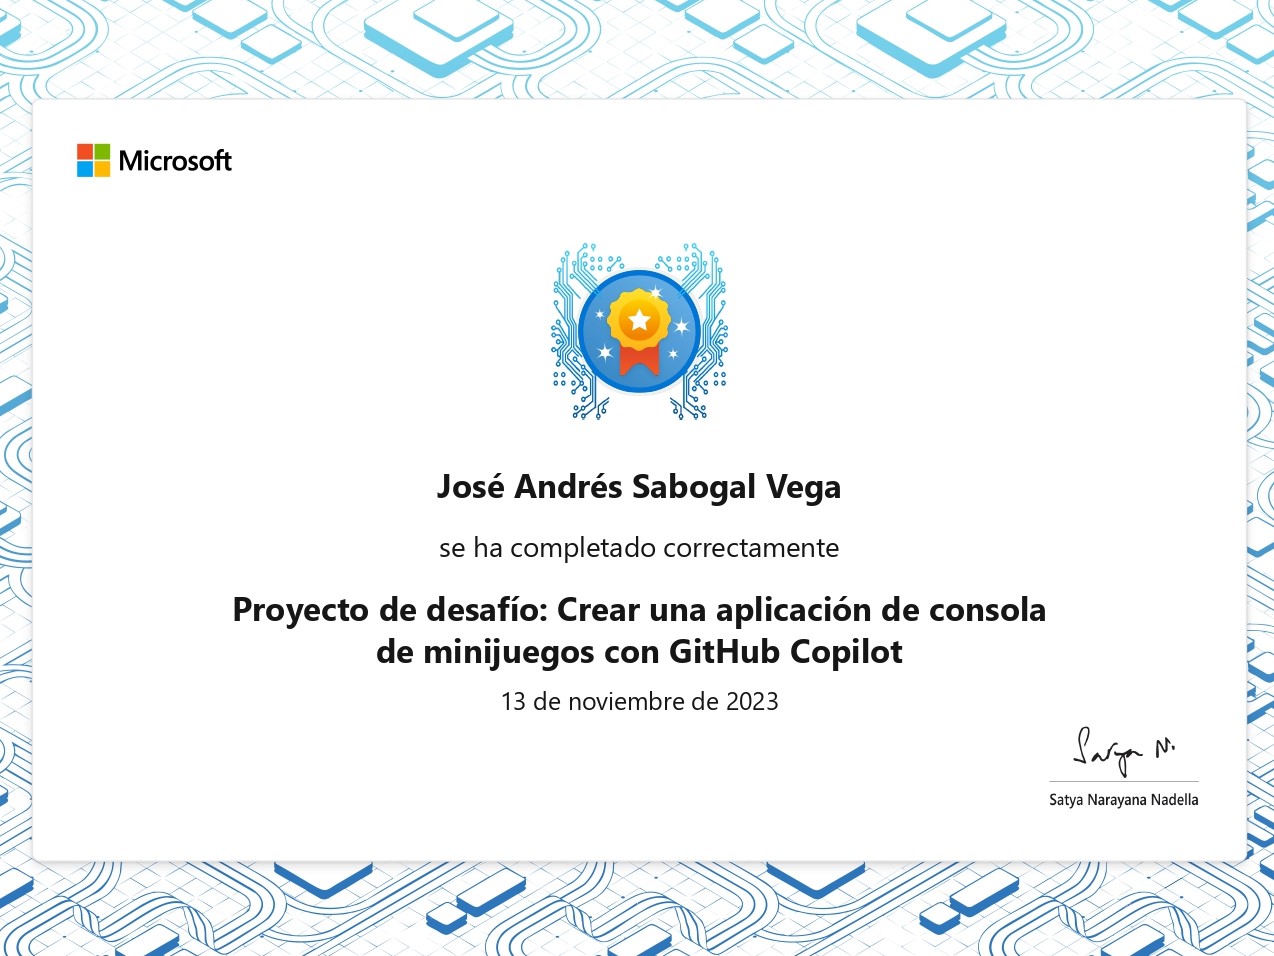 Microsoft
José Andrés Sabogal Vega
se ha completado correctamente
Proyecto de desafío: Crear una aplicación de consola
de minijuegos con GitHub Copilot
13 de noviembre de 2023
Satya N.
Satya Narayana Nadella